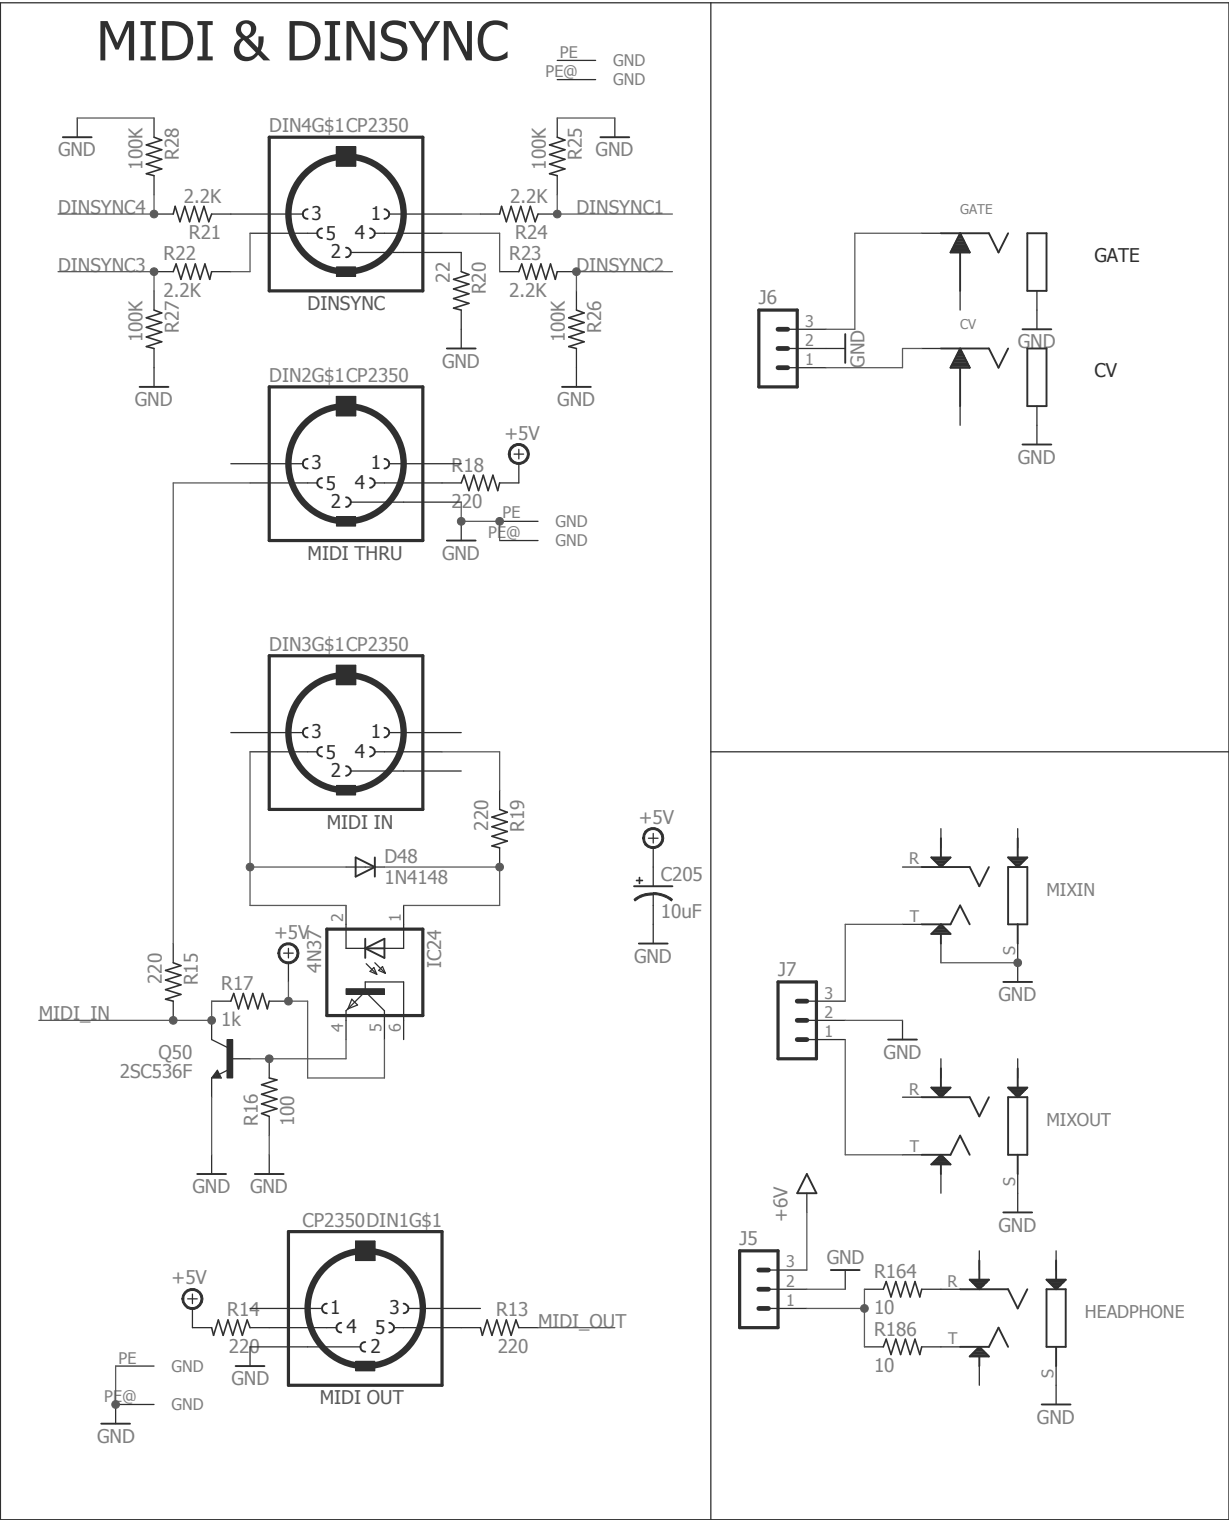 MIDI & DINSYNC
PE GND
PE@ GND
DIN4G$1CP2350
GND 100K R28
100K R25 GND
DINSYNC4 2.2K R21
3 1
5 4
2
2.2K R24 DINSYNC1
DINSYNC3 R22 2.2K
R23 2.2K DINSYNC2
100K R27
22 R20
100K R26
DINSYNC
GND
GND
GND
DIN2G$1CP2350
+5V
3 1
5 4
2
R18
220
PE GND
PE@ GND
MIDI THRU
GND
DIN3G$1CP2350
3 1
5 4
2
MIDI IN
220 R19
D48
1N4148
+5V
C205
+
10uF
GND
2 1
+5V
4N37
IC24
4 5 6
220 R15
R17
1k
MIDI_IN
Q50
2SC536F
R16 100
GND GND
CP2350DIN1G$1
+5V
R14
220
1 3
4 5
2
R13
220
MIDI_OUT
GND
MIDI OUT
PE GND
PE@ GND
GND
GATE
GATE
J6
3
2
1
GND
CV
GND
CV
GND
R
MIXIN
T
S
J7
3
2
1
GND
GND
R
MIXOUT
T
S
GND
+6V
J5
3
2
1
GND
R164
10
R186
10
R
T
HEADPHONE
S
GND